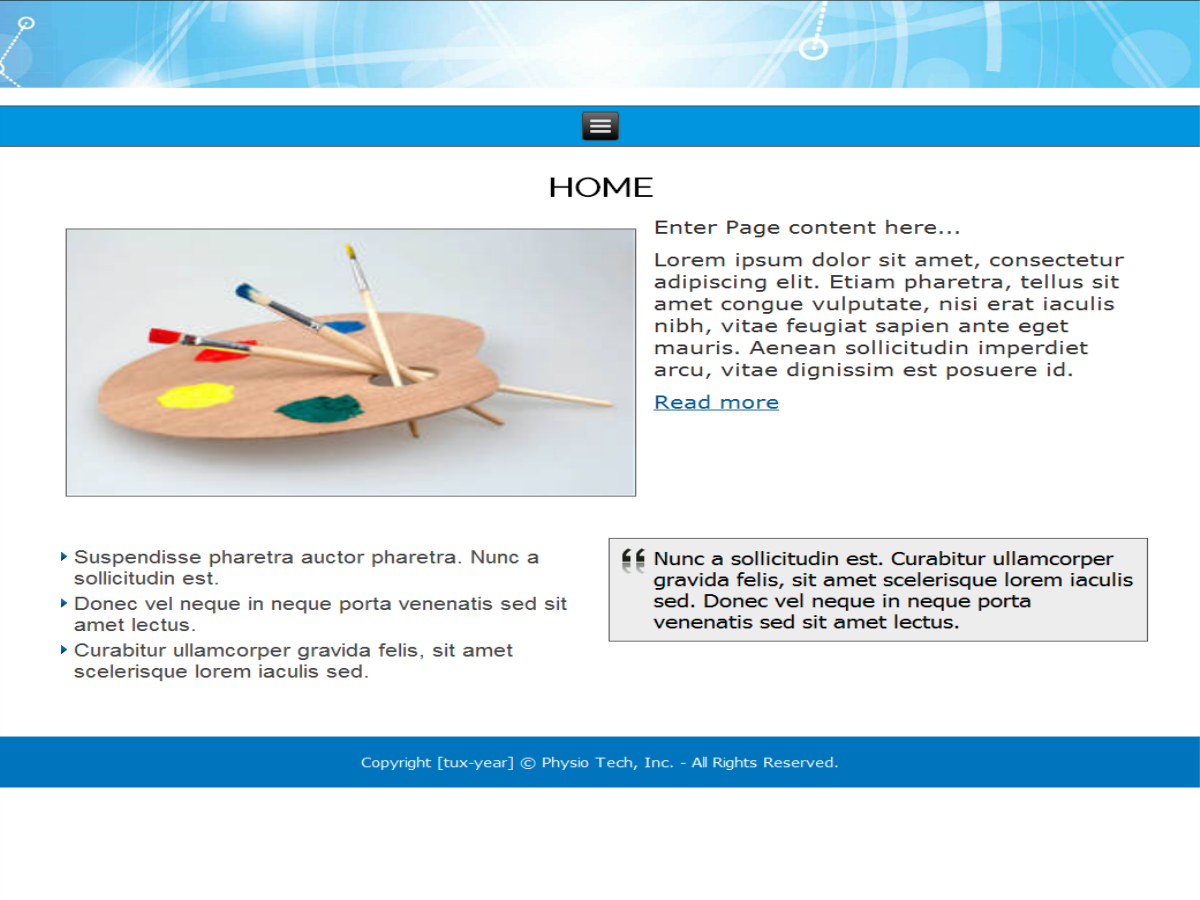 HOME
Enter Page content here...
Lorem ipsum dolor sit amet, consectetur
adipiscing elit. Etiam pharetra, tellus sit
amet congue vulputate, nisi erat iaculis
nibh, vitae feugiat sapien ante eget
mauris. Aenean sollicitudin imperdiet
arcu, vitae dignissim est posuere id.
Read more
Suspendisse pharetra auctor pharetra. Nunc a
sollicitudin est.
Donec vel neque in neque porta venenatis sed sit
amet lectus.
Curabitur ullamcorper gravida felis, sit amet
scelerisque lorem iaculis sed.
Nunc a sollicitudin est. Curabitur ullamcorper
gravida felis, sit amet scelerisque lorem iaculis
sed. Donec vel neque in neque porta
venenatis sed sit amet lectus.
Copyright [tux-year] © Physio Tech, Inc. - All Rights Reserved.